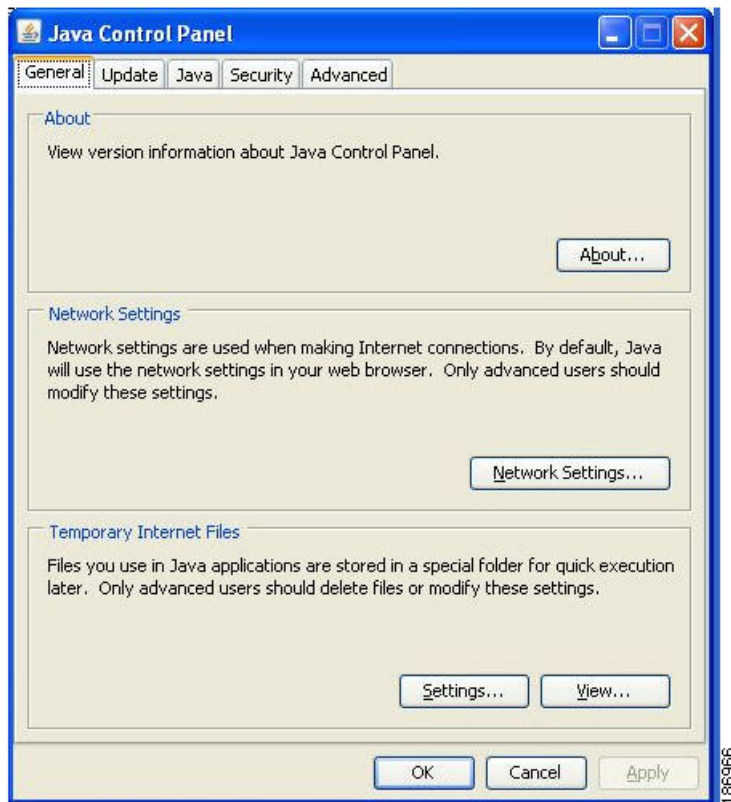 Java Control Panel
General Update Java Security Advanced
About
View version information about Java Control Panel.
About...
Network Settings
Network settings are used when making Internet connections. By default, Java
will use the network settings in your web browser. Only advanced users should
modify these settings.
Network Settings...
Temporary Internet Files
Files you use in Java applications are stored in a special folder for quick execution
later. Only advanced users should delete files or modify these settings.
Settings... View...
OK Cancel Apply
186966